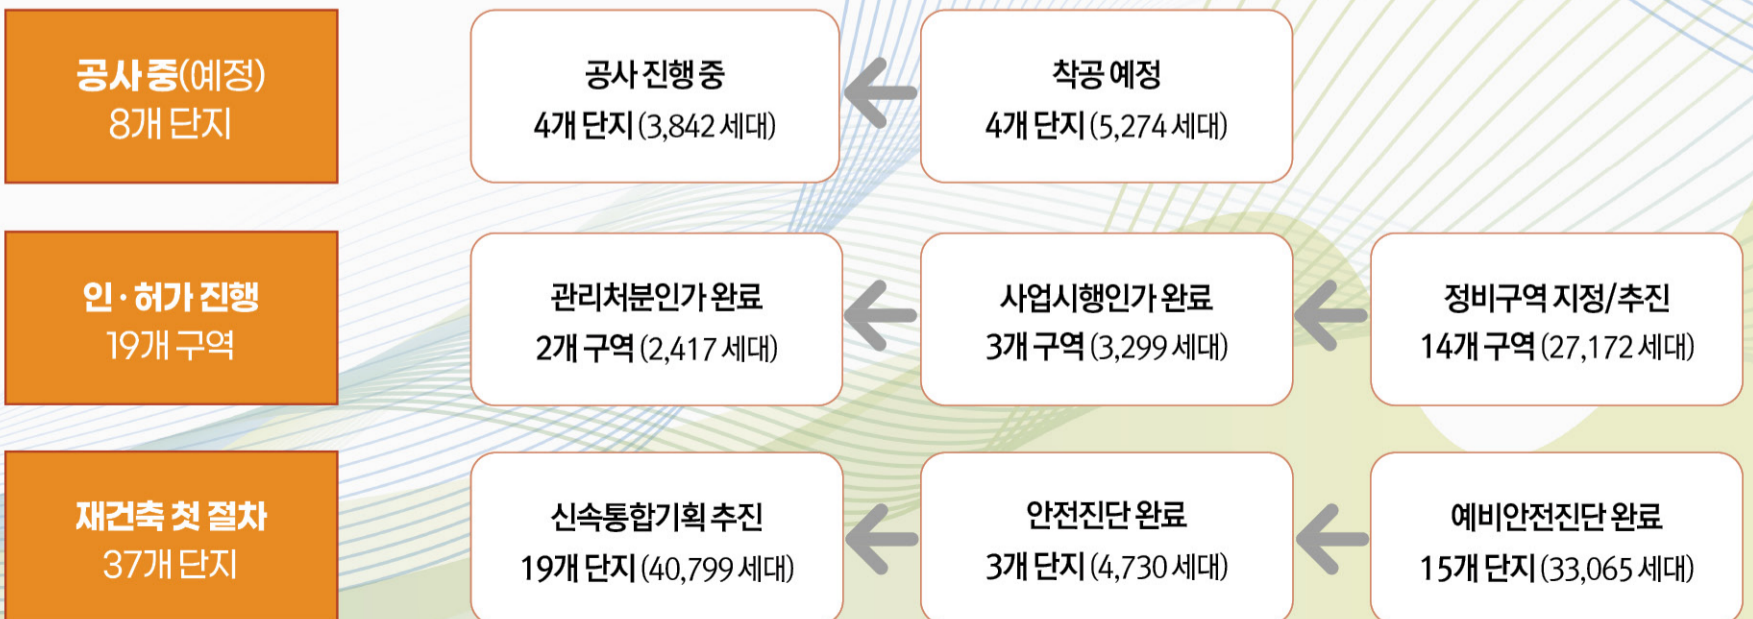 공사 중(예정)
8개 단지
공사 진행 중
4개 단지 (3,842 세대)
착공 예정
4개 단지 (5,274 세대)
인·허가 진행
19개 구역
관리처분인가 완료
2개 구역 (2,417 세대)
사업시행인가 완료
3개 구역 (3,299 세대)
정비구역 지정/추진
14개 구역 (27,172 세대)
재건축 첫 절차
37개 단지
신속통합기획 추진
19개 단지 (40,799 세대)
안전진단 완료
3개 단지 (4,730 세대)
예비안전진단 완료
15개 단지 (33,065 세대)